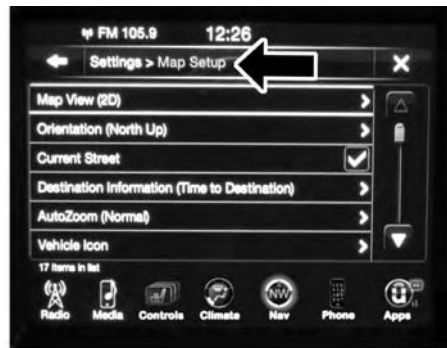 FM 105.9 12:26
Settings > Map Setup
Map View (2D)
Orientation (North Up)
Current Street
Destination Information (Time to Destination)
AutoZoom (Normal)
Vehicle Icon
17 Items in list
NW
Radio Media Controls Climate Nav Phone Apps